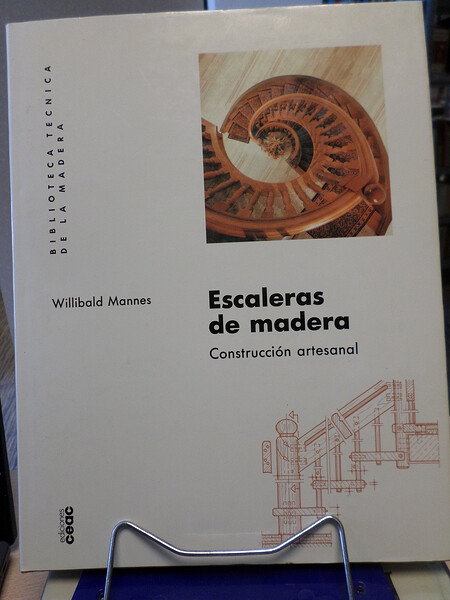 BIBLIOTECA TECNICA
DE LA MADERA
Willibald Mannes
Escaleras
de madera
Construcción artesanal
ediciones
ceac